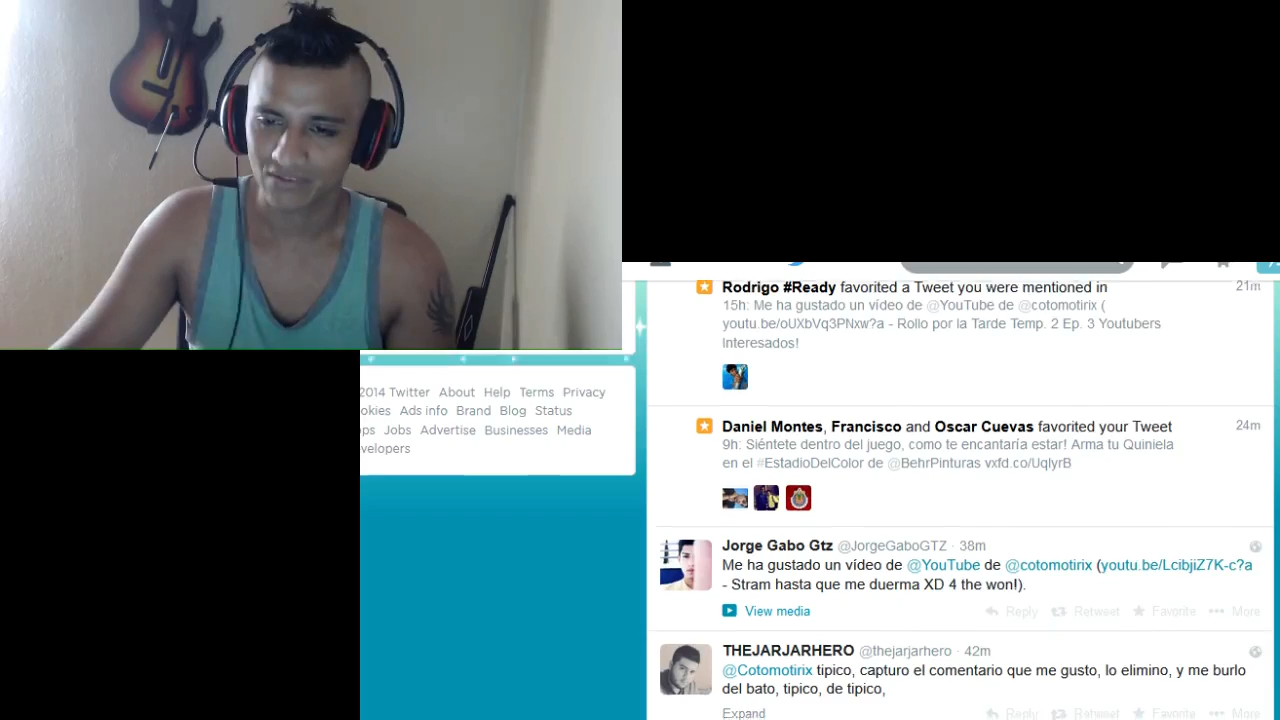 Rodrigo #Ready favorited a Tweet you were mentioned in 21m
15h: Me ha gustado un vídeo de @YouTube de @cotomotirix (
youtu.be/oUXbVq3PNxw?a - Rollo por la Tarde Temp. 2 Ep. 3 Youtubers
Interesados!
2014 Twitter About Help Terms Privacy
ookies Ads info Brand Blog Status
ps Jobs Advertise Businesses Media
velopers
Daniel Montes, Francisco and Oscar Cuevas favorited your Tweet 24m
9h: Siéntete dentro del juego, como te encantaría estar! Arma tu Quiniela
en el #EstadioDelColor de @BehrPinturas vxfd.co/UqlyrB
Jorge Gabo Gtz @JorgeGaboGTZ · 38m
Me ha gustado un vídeo de @YouTube de @cotomotirix (youtu.be/LcibjiZ7K-c?a
- Stram hasta que me duerma XD 4 the won!).
View media Reply Retweet Favorite More
THEJARJARHERO @thejarjarhero · 42m
@Cotomotirix tipico, capturo el comentario que me gusto, lo elimino, y me burlo
del bato, tipico, de tipico,
Expand Reply Retweet Favorite More